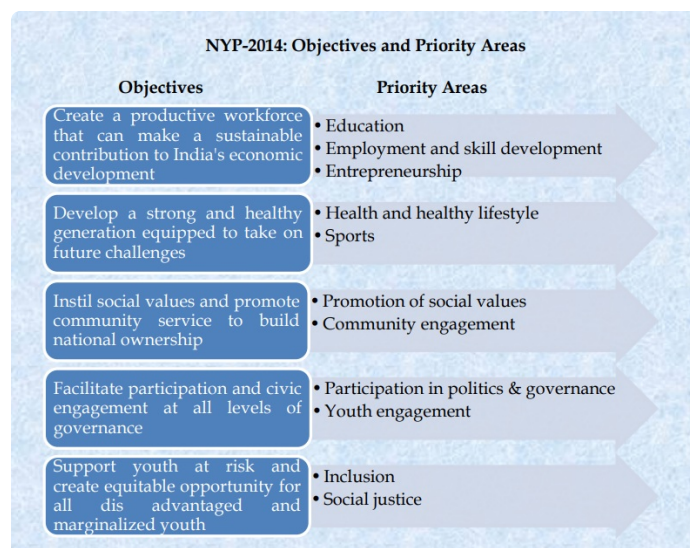 NYP-2014: Objectives and Priority Areas
Objectives
Priority Areas
Create a productive workforce
that can make a sustainable
contribution to India's economic
development
• Education
• Employment and skill development
• Entrepreneurship
Develop a strong and healthy
generation equipped to take on
future challenges
• Health and healthy lifestyle
• Sports
Instil social values and promote
community service to build
national ownership
• Promotion of social values
• Community engagement
Facilitate participation and civic
engagement at all levels of
governance
• Participation in politics & governance
• Youth engagement
Support youth at risk and
create equitable opportunity for
all dis advantaged and
marginalized youth
• Inclusion
• Social justice